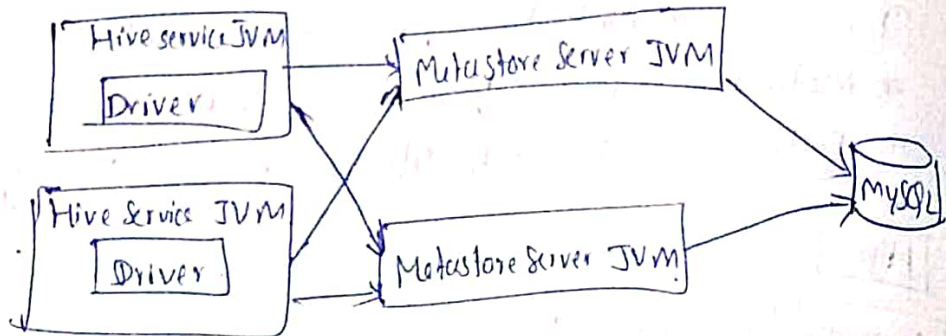 Hive service JVM
Driver
Metastore Server JVM
Hive Service JVM
Driver
Metastore Server JVM
MySQL